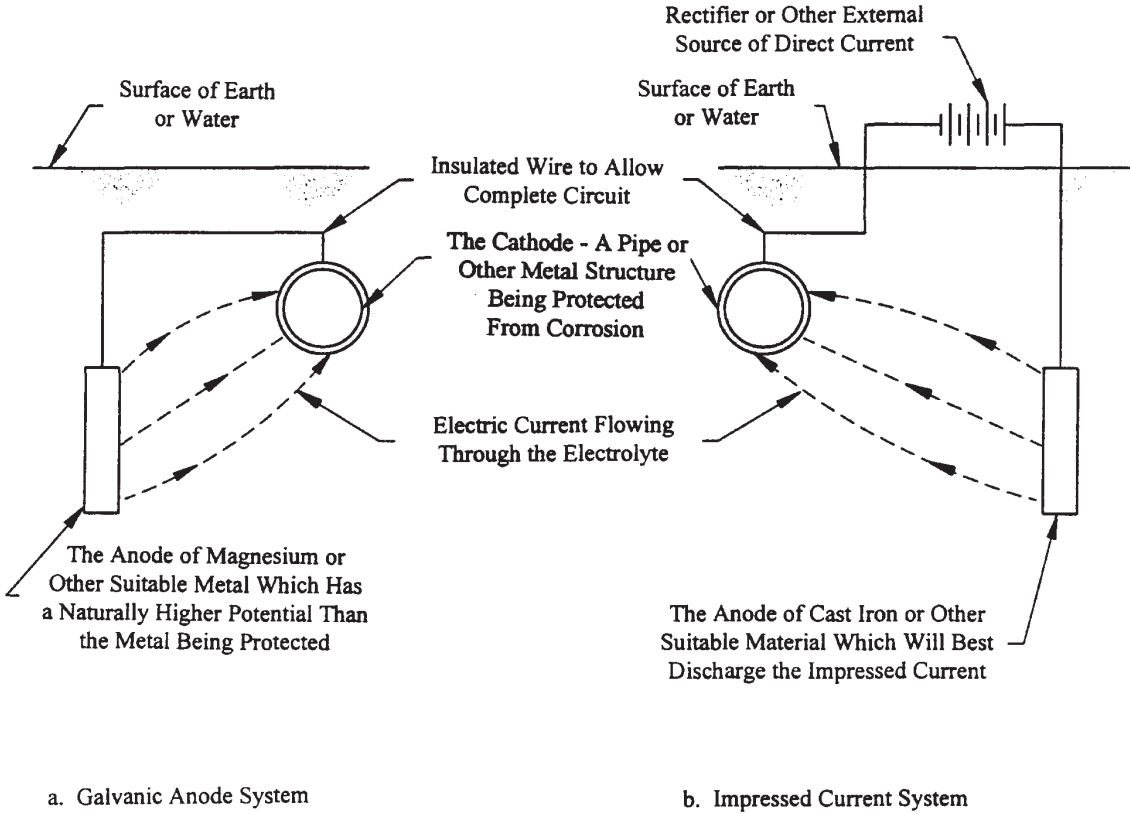 Rectifier or Other External
Source of Direct Current
Surface of Earth
or Water
Surface of Earth
or Water
Insulated Wire to Allow
Complete Circuit
The Cathode - A Pipe or
Other Metal Structure
Being Protected
From Corrosion
Electric Current Flowing
Through the Electrolyte
The Anode of Magnesium or
Other Suitable Metal Which Has
a Naturally Higher Potential Than
the Metal Being Protected
The Anode of Cast Iron or Other
Suitable Material Which Will Best
Discharge the Impressed Current
a. Galvanic Anode System
b. Impressed Current System